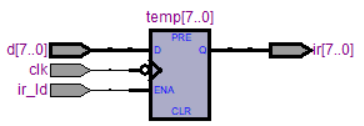 temp[7..0]
PRE
d[7..0] D Q ir[7..0]
clk
ir_ld ENA
CLR